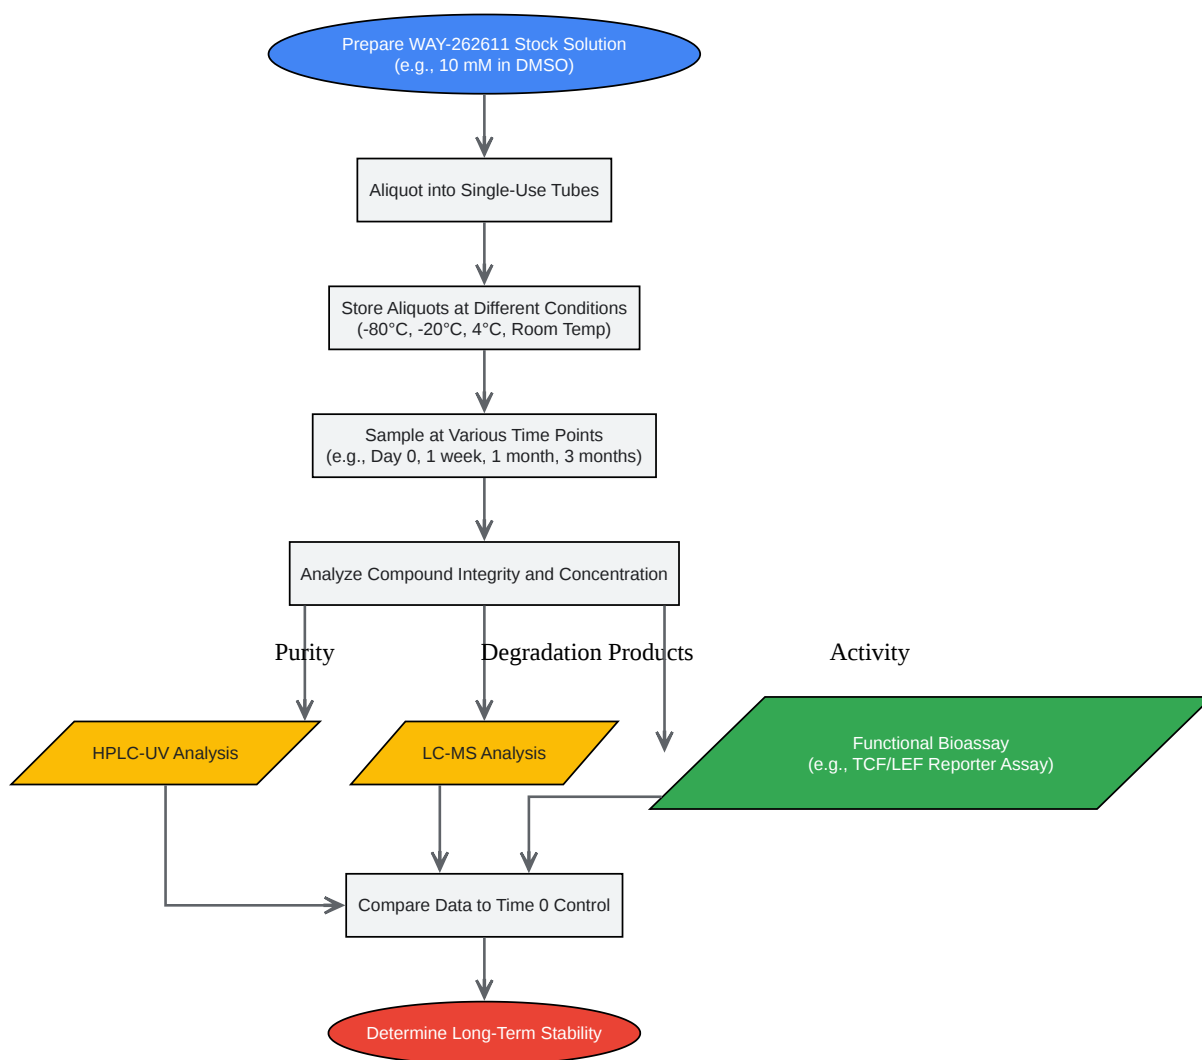 Prepare WAY-262611 Stock Solution
(e.g., 10 mM in DMSO)
Aliquot into Single-Use Tubes
Store Aliquots at Different Conditions
(-80°C, -20°C, 4°C, Room Temp)
Sample at Various Time Points
(e.g., Day 0, 1 week, 1 month, 3 months)
Analyze Compound Integrity and Concentration
Purity
Degradation Products
Activity
HPLC-UV Analysis
LC-MS Analysis
Functional Bioassay
(e.g., TCF/LEF Reporter Assay)
Compare Data to Time 0 Control
Determine Long-Term Stability